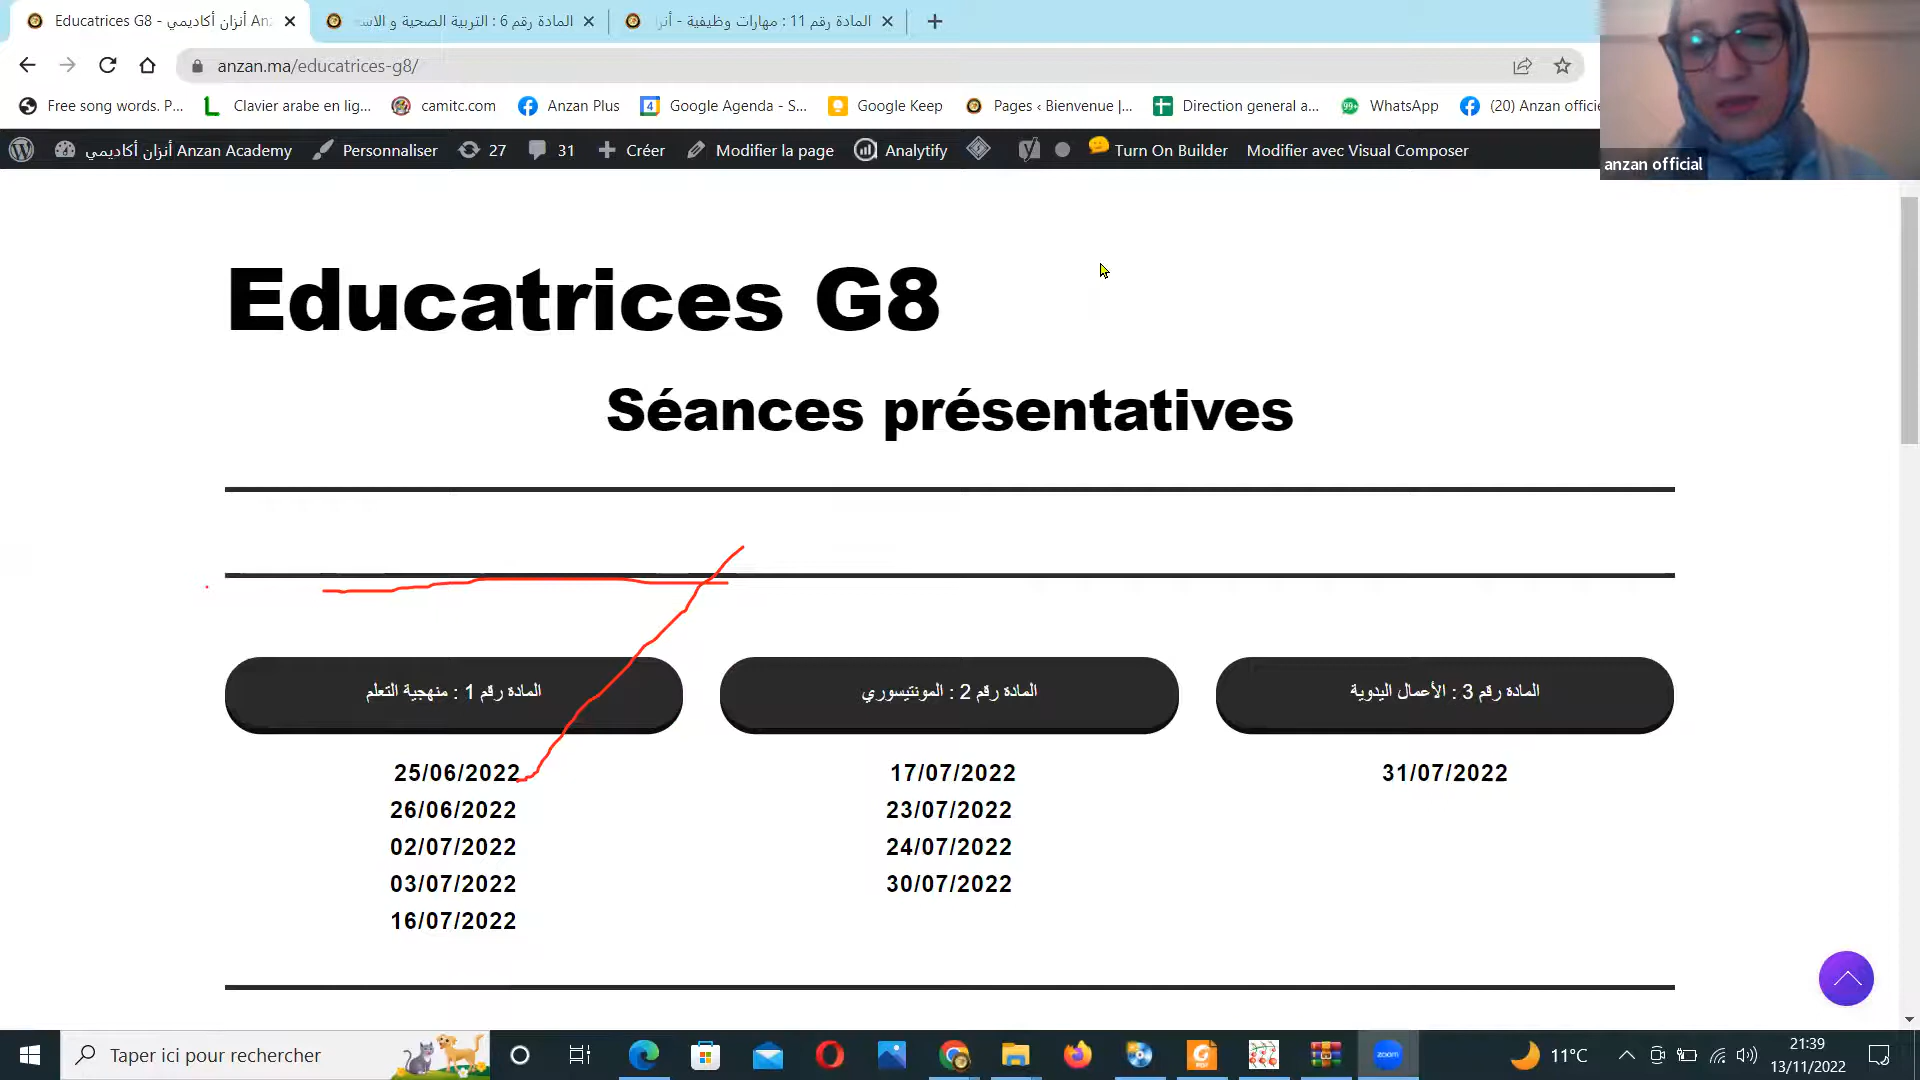 Educatrices G8 - أنزان أكاديمي An
المادة رقم 6 : التربية الصحية و الاس
المادة رقم 11 : مهارات وظيفية - أنز
anzan.ma/educatrices-g8/
Free song words. P...
Clavier arabe en lig...
camitc.com
Anzan Plus
Google Agenda - S...
Google Keep
Pages ‹ Bienvenue |...
Direction general a...
WhatsApp
(20) Anzan officie
أنزان أكاديمي Anzan Academy
Personnaliser
27
31
Créer
Modifier la page
Analytify
Turn On Builder
Modifier avec Visual Composer
anzan official
Educatrices G8
Séances présentatives
المادة رقم 1 : منهجية التعلم
المادة رقم 2 : المونتيسوري
المادة رقم 3 : الأعمال اليدوية
25/06/2022
17/07/2022
31/07/2022
26/06/2022
23/07/2022
02/07/2022
24/07/2022
03/07/2022
30/07/2022
16/07/2022
Taper ici pour rechercher
zoom
11°C
21:39
13/11/2022